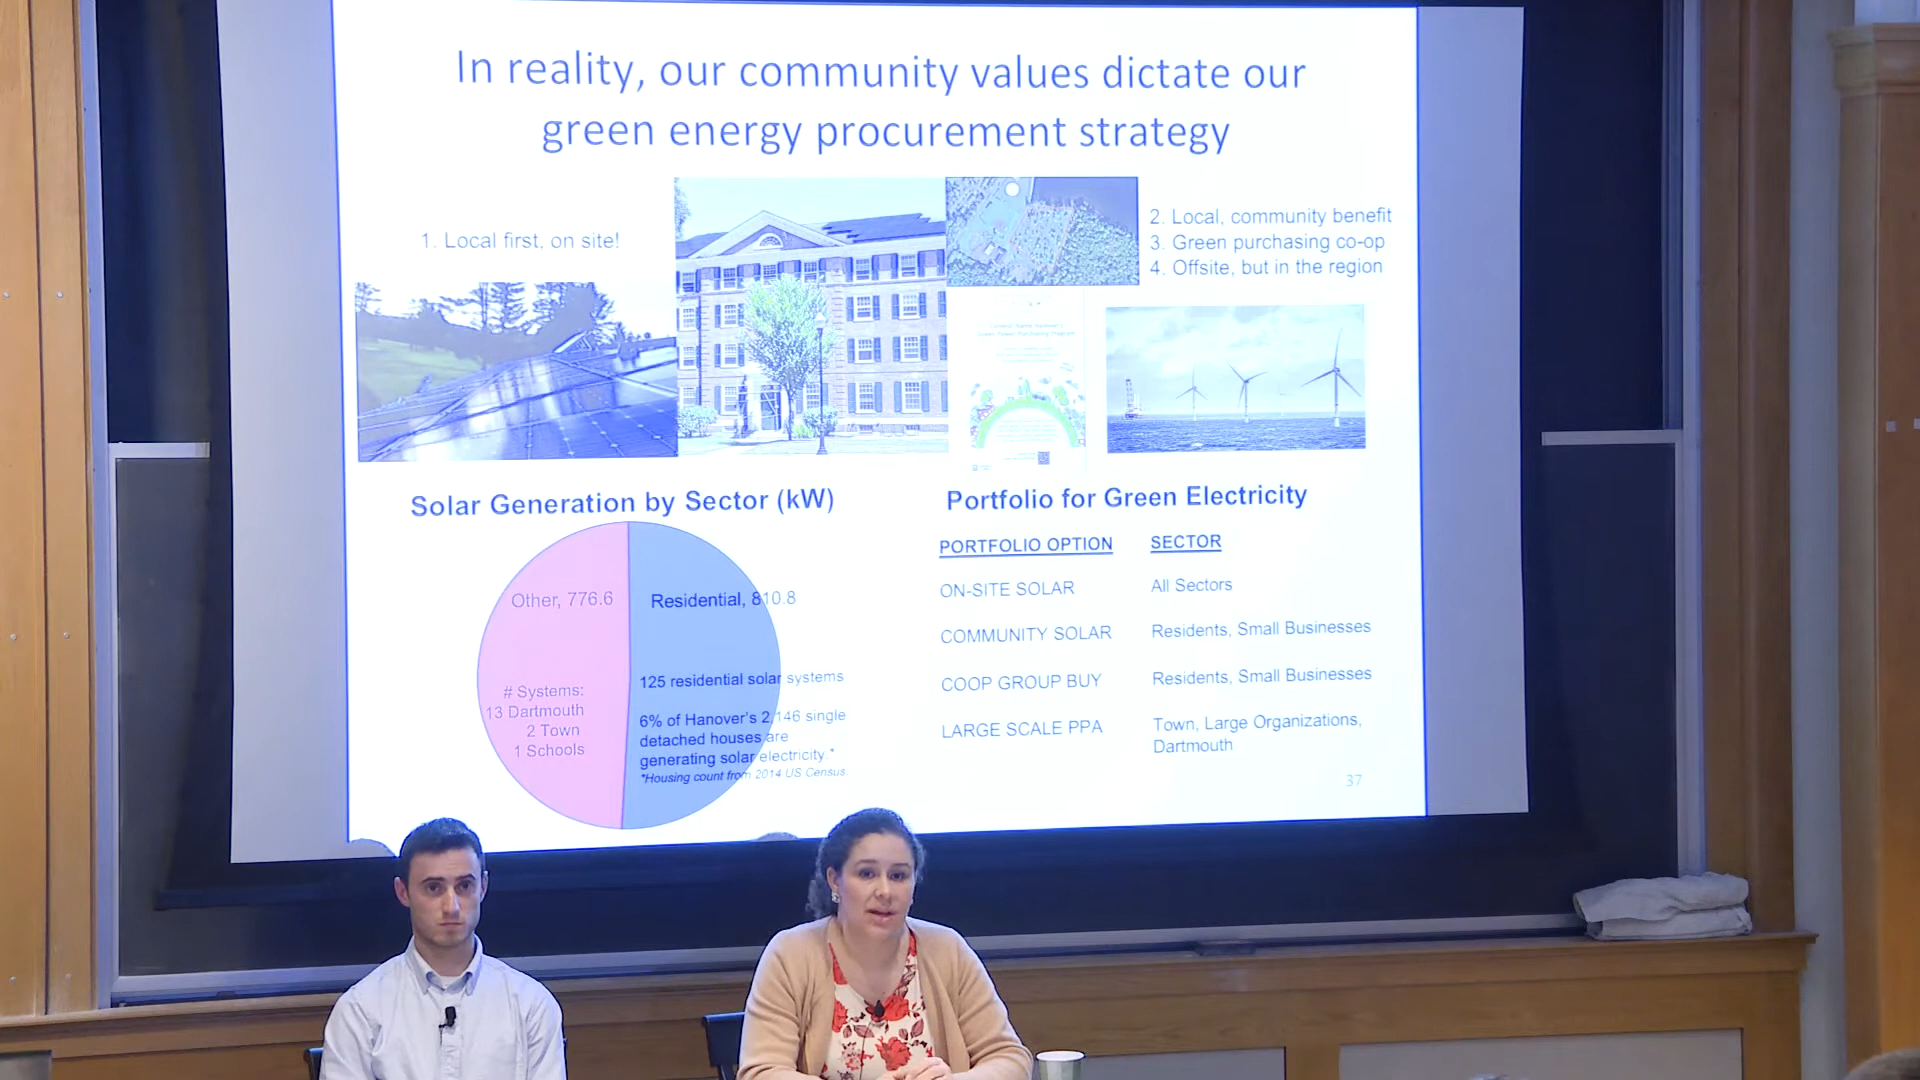 In reality, our community values dictate our
green energy procurement strategy
1. Local first, on site!
2. Local, community benefit
3. Green purchasing co-op
4. Offsite, but in the region
Solar Generation by Sector (kW)
Other, 776.6
Residential, 810.8
# Systems:
13 Dartmouth
2 Town
1 Schools
125 residential solar systems
6% of Hanover's 2,146 single
detached houses are
generating solar electricity.*
*Housing count from 2014 US Census.
Portfolio for Green Electricity
PORTFOLIO OPTION SECTOR
ON-SITE SOLAR All Sectors
COMMUNITY SOLAR Residents, Small Businesses
COOP GROUP BUY Residents, Small Businesses
LARGE SCALE PPA Town, Large Organizations,
Dartmouth
37